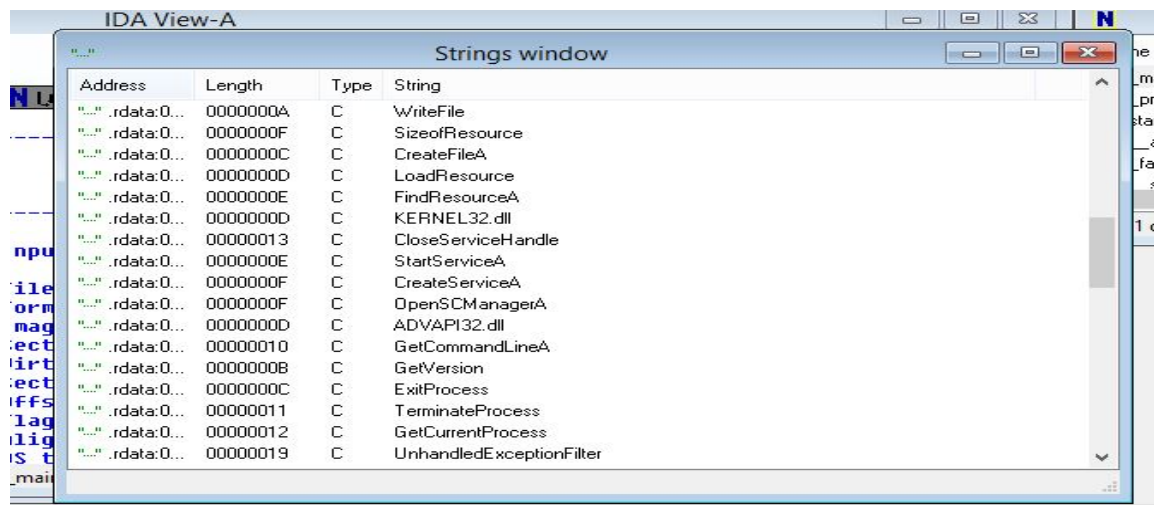 IDA View-A
N
"..." Strings window
Address Length Type String
"..." .rdata:0... 0000000A C WriteFile
"..." .rdata:0... 0000000F C SizeofResource
"..." .rdata:0... 0000000C C CreateFileA
"..." .rdata:0... 0000000D C LoadResource
"..." .rdata:0... 0000000E C FindResourceA
"..." .rdata:0... 0000000D C KERNEL32.dll
"..." .rdata:0... 00000013 C CloseServiceHandle
"..." .rdata:0... 0000000E C StartServiceA
"..." .rdata:0... 0000000F C CreateServiceA
"..." .rdata:0... 0000000F C OpenSCManagerA
"..." .rdata:0... 0000000D C ADVAPI32.dll
"..." .rdata:0... 00000010 C GetCommandLineA
"..." .rdata:0... 0000000B C GetVersion
"..." .rdata:0... 0000000C C ExitProcess
"..." .rdata:0... 00000011 C TerminateProcess
"..." .rdata:0... 00000012 C GetCurrentProcess
"..." .rdata:0... 00000019 C UnhandledExceptionFilter